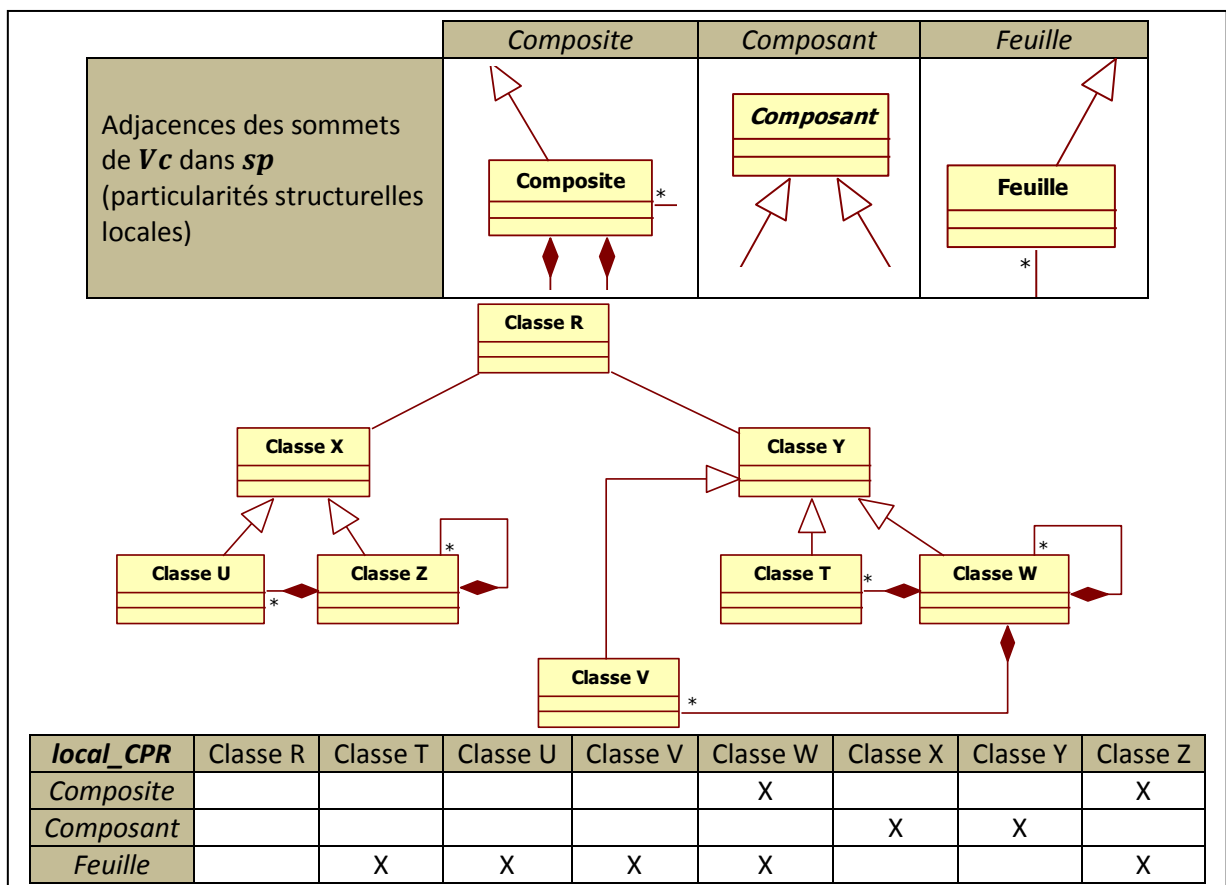 Composite Composant Feuille
Adjacences des sommets
de Vc dans sp
(particularités structurelles
locales)
Composite
*
Composant
Feuille
*
Classe R
Classe X
Classe Y
Classe U
*
Classe Z
*
Classe T
*
Classe W
*
Classe V
*
local_CPR Classe R Classe T Classe U Classe V Classe W Classe X Classe Y Classe Z
Composite X X
Composant X X
Feuille X X X X X